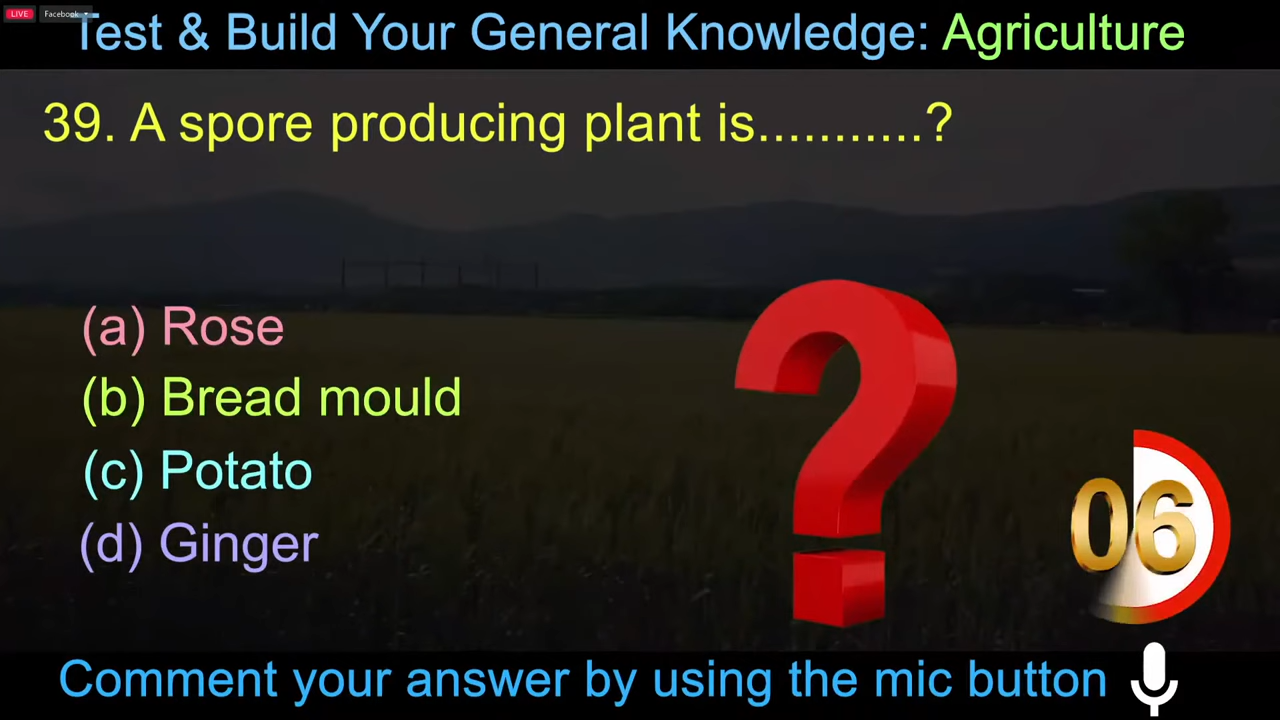 LIVE Facebook
Test & Build Your General Knowledge: Agriculture
39. A spore producing plant is...........?
(a) Rose
(b) Bread mould
(c) Potato
(d) Ginger
06
Comment your answer by using the mic button